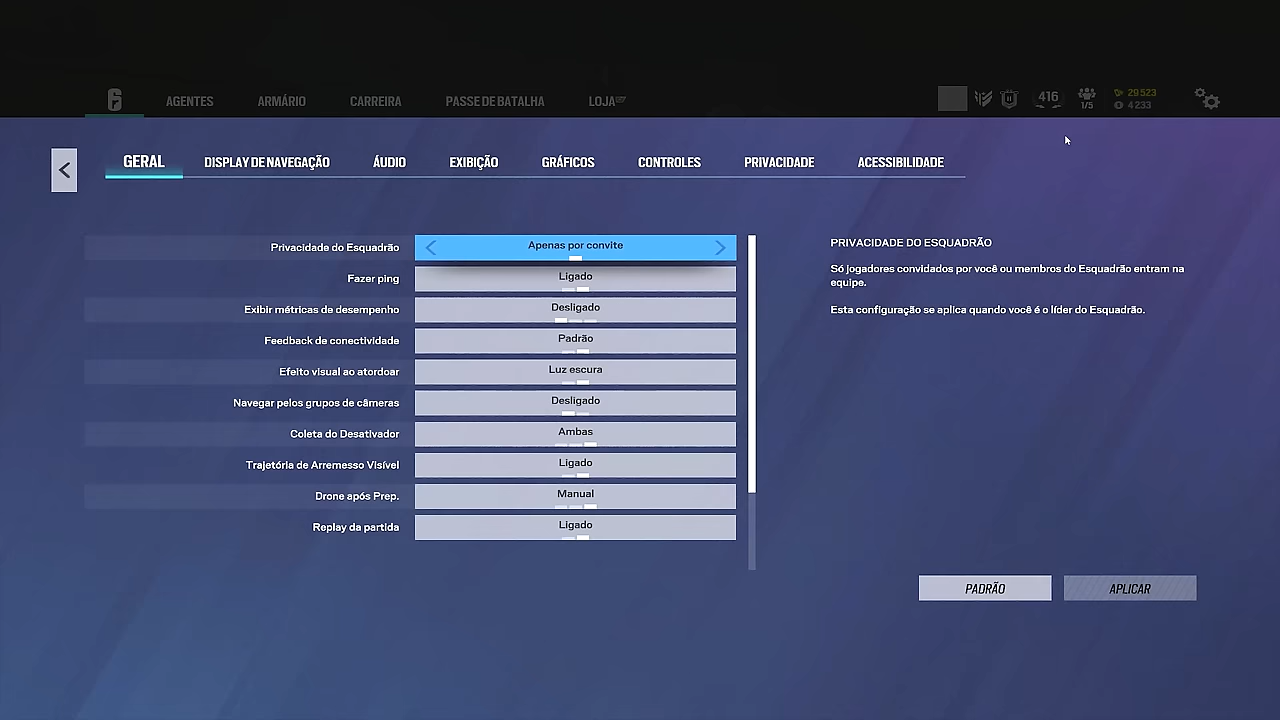 AGENTES
ARMÁRIO
CARREIRA
PASSE DE BATALHA
LOJA
416
1/5
29 523
4 233
GERAL
DISPLAY DE NAVEGAÇÃO
ÁUDIO
EXIBIÇÃO
GRÁFICOS
CONTROLES
PRIVACIDADE
ACESSIBILIDADE
Privacidade do Esquadrão
Apenas por convite
Fazer ping
Ligado
Exibir métricas de desempenho
Desligado
Feedback de conectividade
Padrão
Efeito visual ao atordoar
Luz escura
Navegar pelos grupos de câmeras
Desligado
Coleta do Desativador
Ambas
Trajetória de Arremesso Visível
Ligado
Drone após Prep.
Manual
Replay da partida
Ligado
PRIVACIDADE DO ESQUADRÃO
Só jogadores convidados por você ou membros do Esquadrão entram na
equipe.
Esta configuração se aplica quando você é o líder do Esquadrão.
PADRÃO
APLICAR